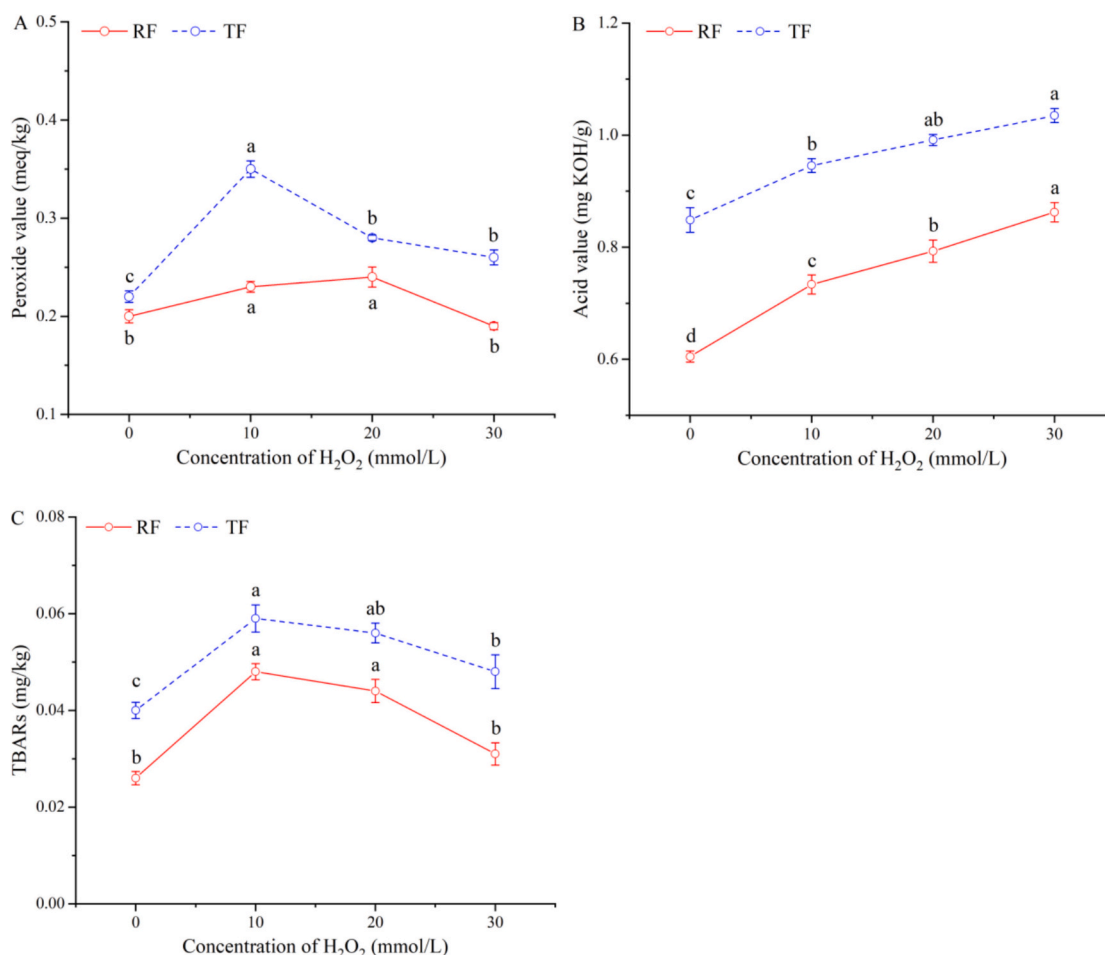 A
RF TF
0.5
0.4
0.3
0.2
0.1
Peroxide value (meq/kg)
c
a
b
b
b
a
a
b
0 10 20 30
Concentration of H₂O₂ (mmol/L)
B
RF TF
1.2
1.0
0.8
0.6
Acid value (mg KOH/g)
c
b
ab
a
d
c
b
a
0 10 20 30
Concentration of H₂O₂ (mmol/L)
C
RF TF
0.08
0.06
0.04
0.02
0.00
TBARs (mg/kg)
c
a
ab
b
b
a
a
b
0 10 20 30
Concentration of H₂O₂ (mmol/L)